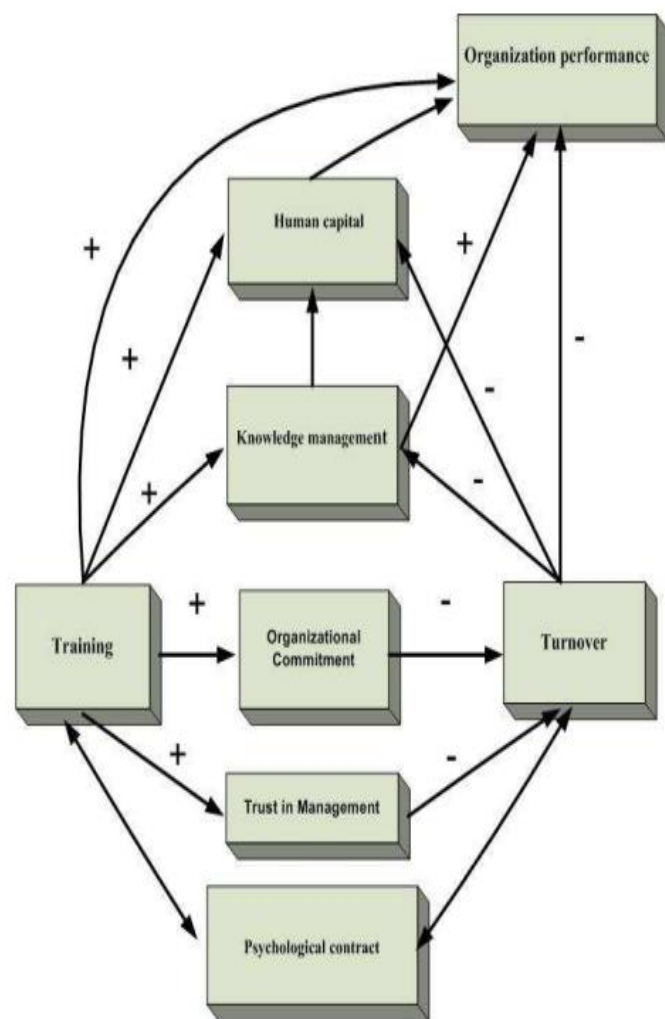 Organization performance
Human capital
+
+
+
-
-
Knowledge management
+
-
Training
+
Organizational
Commitment
-
Turnover
+
Trust in Management
-
Psychological contract